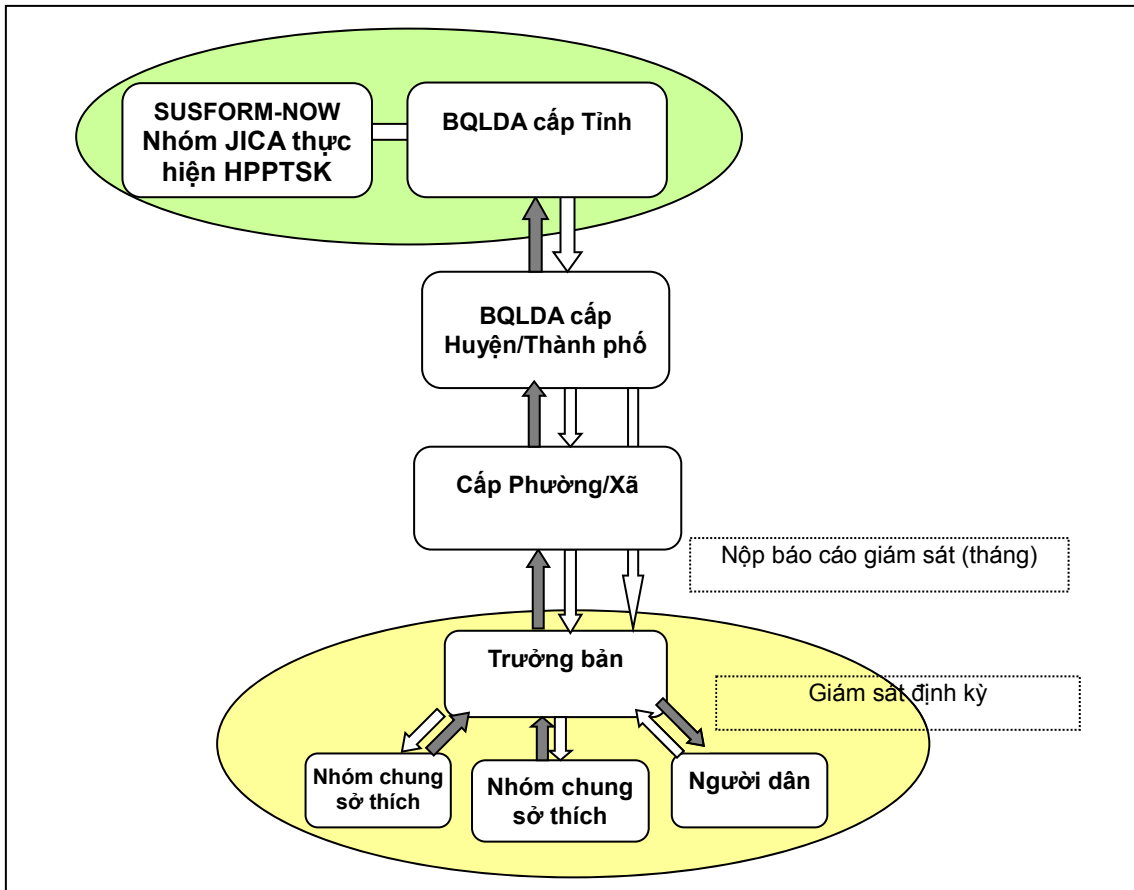 SUSFORM-NOW
Nhóm JICA thực
hiện HPPTSK
BQLDA cấp Tỉnh
BQLDA cấp
Huyện/Thành phố
Cấp Phường/Xã
Nộp báo cáo giám sát (tháng)
Trưởng bản
Giám sát định kỳ
Nhóm chung
sở thích
Nhóm chung
sở thích
Người dân